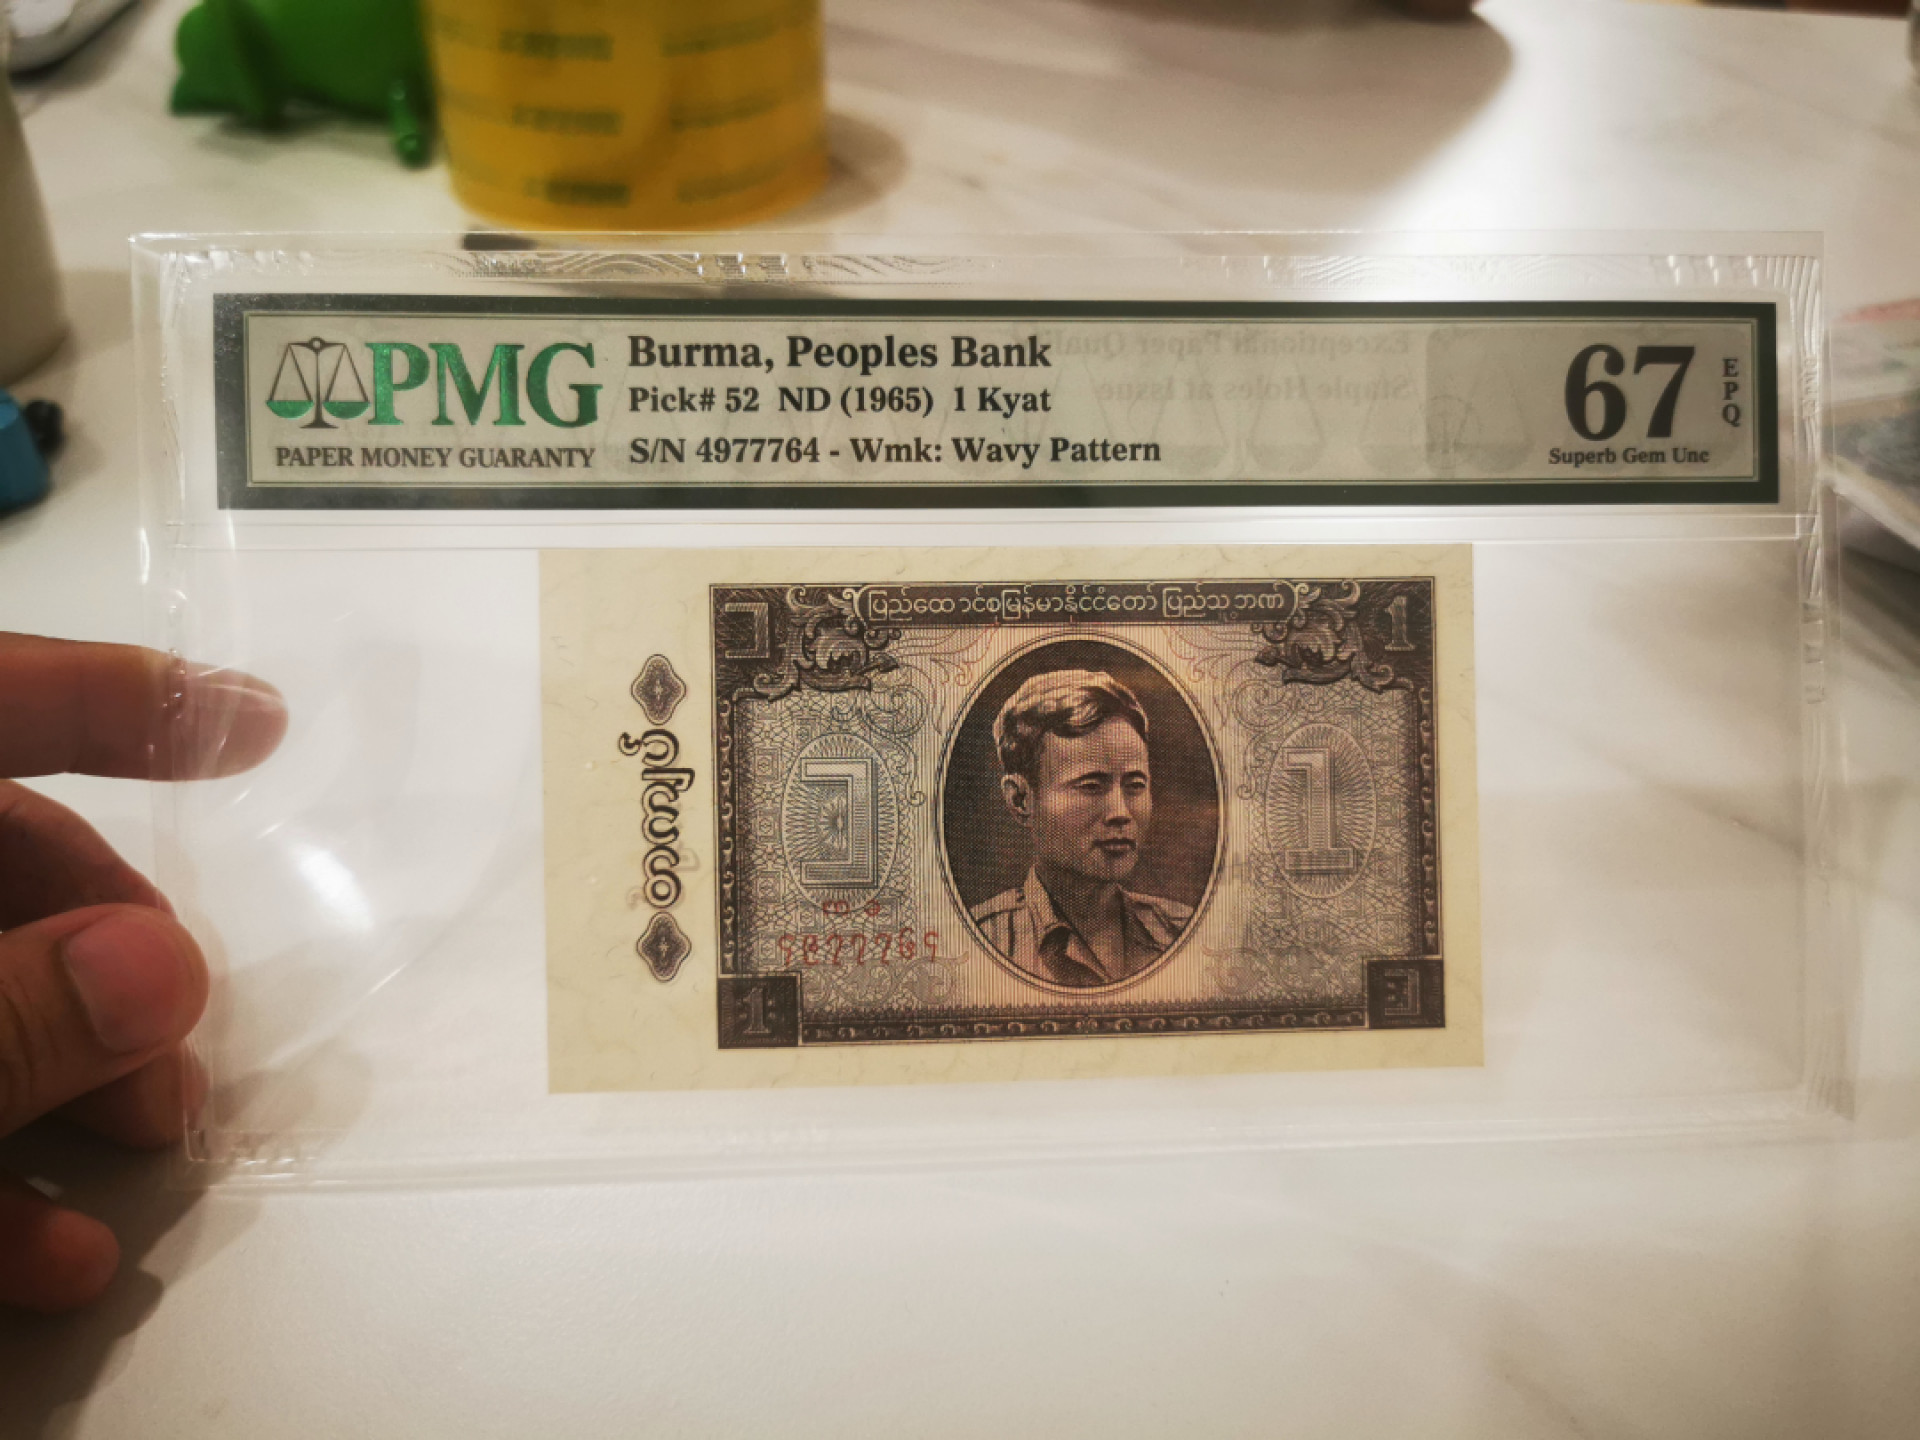 PMG
PAPER MONEY GUARANTY
Burma, Peoples Bank
Pick# 52 ND (1965) 1 Kyat
S/N 4977764 - Wmk: Wavy Pattern
Exceptional Paper Quality
Staple Holes at Issue
67
EPQ
Superb Gem Unc
ပြည်ထောင်စုမြန်မာနိုင်ငံတော် ပြည်သူ့ဘဏ်
၁
1
တကျပ်
၁
1
၄၉၇၇၇၆၄
1
၁